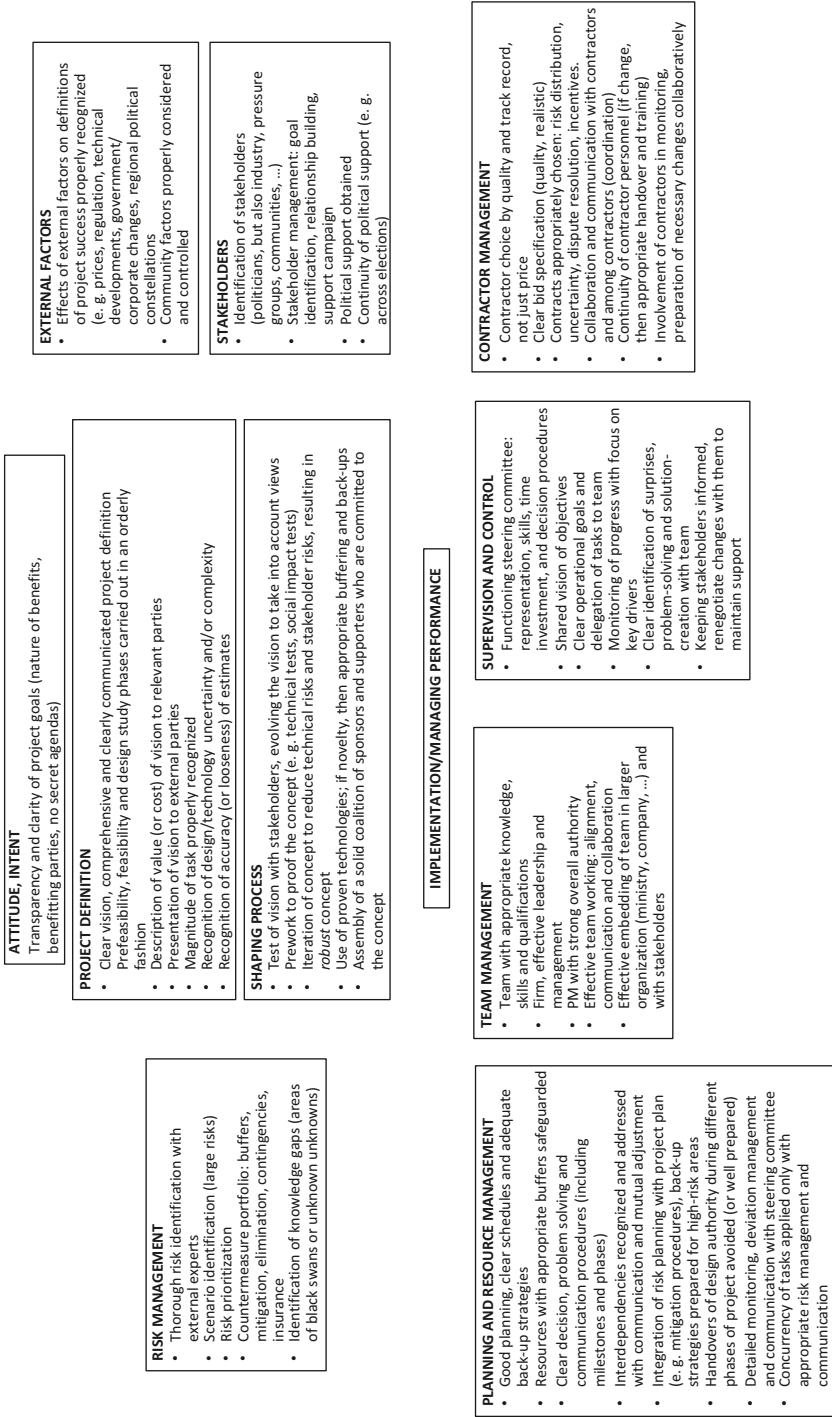 ATTITUDE, INTENT
Transparency and clarity of project goals (nature of benefits,
benefitting parties, no secret agendas)
RISK MANAGEMENT
• Thorough risk identification with
external experts
• Scenario identification (large risks)
• Risk prioritization
• Countermeasure portfolio: buffers,
mitigation, elimination, contingencies,
insurance
• Identification of knowledge gaps (areas
of black swans or unknown unknowns)
PROJECT DEFINITION
• Clear vision, comprehensive and clearly communicated project definition
• Prefeasibility, feasibility and design study phases carried out in an orderly
fashion
• Description of value (or cost) of vision to relevant parties
• Presentation of vision to external parties
• Magnitude of task properly recognized
• Recognition of design/technology uncertainty and/or complexity
• Recognition of accuracy (or looseness) of estimates
SHAPING PROCESS
• Test of vision with stakeholders, evolving the vision to take into account views
• Prework to proof the concept (e. g. technical tests, social impact tests)
• Iteration of concept to reduce technical risks and stakeholder risks, resulting in
robust concept
• Use of proven technologies; if novelty, then appropriate buffering and back-ups
• Assembly of a solid coalition of sponsors and supporters who are committed to
the concept
EXTERNAL FACTORS
• Effects of external factors on definitions
of project success properly recognized
(e. g. prices, regulation, technical
developments, government/
corporate changes, regional political
constellations
• Community factors properly considered
and controlled
STAKEHOLDERS
• Identification of stakeholders
(politicians, but also industry, pressure
groups, communities, ...)
• Stakeholder management: goal
identification, relationship building,
support campaign
• Political support obtained
• Continuity of political support (e. g.
across elections)
IMPLEMENTATION/MANAGING PERFORMANCE
PLANNING AND RESOURCE MANAGEMENT
• Good planning, clear schedules and adequate
back-up strategies
• Resources with appropriate buffers safeguarded
• Clear decision, problem solving and
communication procedures (including
milestones and phases)
• Interdependencies recognized and addressed
with communication and mutual adjustment
• Integration of risk planning with project plan
(e. g. mitigation procedures), back-up
strategies prepared for high-risk areas
• Handovers of design authority during different
phases of project avoided (or well prepared)
• Detailed monitoring, deviation management
and communication with steering committee
• Concurrency of tasks applied only with
appropriate risk management and
communication
TEAM MANAGEMENT
• Team with appropriate knowledge,
skills and qualifications
• Firm, effective leadership and
management
• PM with strong overall authority
• Effective team working: alignment,
communication and collaboration
• Effective embedding of team in larger
organization (ministry, company, ...) and
with stakeholders
SUPERVISION AND CONTROL
• Functioning steering committee:
representation, skills, time
investment, and decision procedures
• Shared vision of objectives
• Clear operational goals and
delegation of tasks to team
• Monitoring of progress with focus on
key drivers
• Clear identification of surprises,
problem-solving and solution-
creation with team
• Keeping stakeholders informed,
renegotiate changes with them to
maintain support
CONTRACTOR MANAGEMENT
• Contractor choice by quality and track record,
not just price
• Clear bid specification (quality, realistic)
• Contracts appropriately chosen: risk distribution,
uncertainty, dispute resolution, incentives.
• Collaboration and communication with contractors
and among contractors (coordination)
• Continuity of contractor personnel (if change,
then appropriate handover and training)
• Involvement of contractors in monitoring,
preparation of necessary changes collaboratively